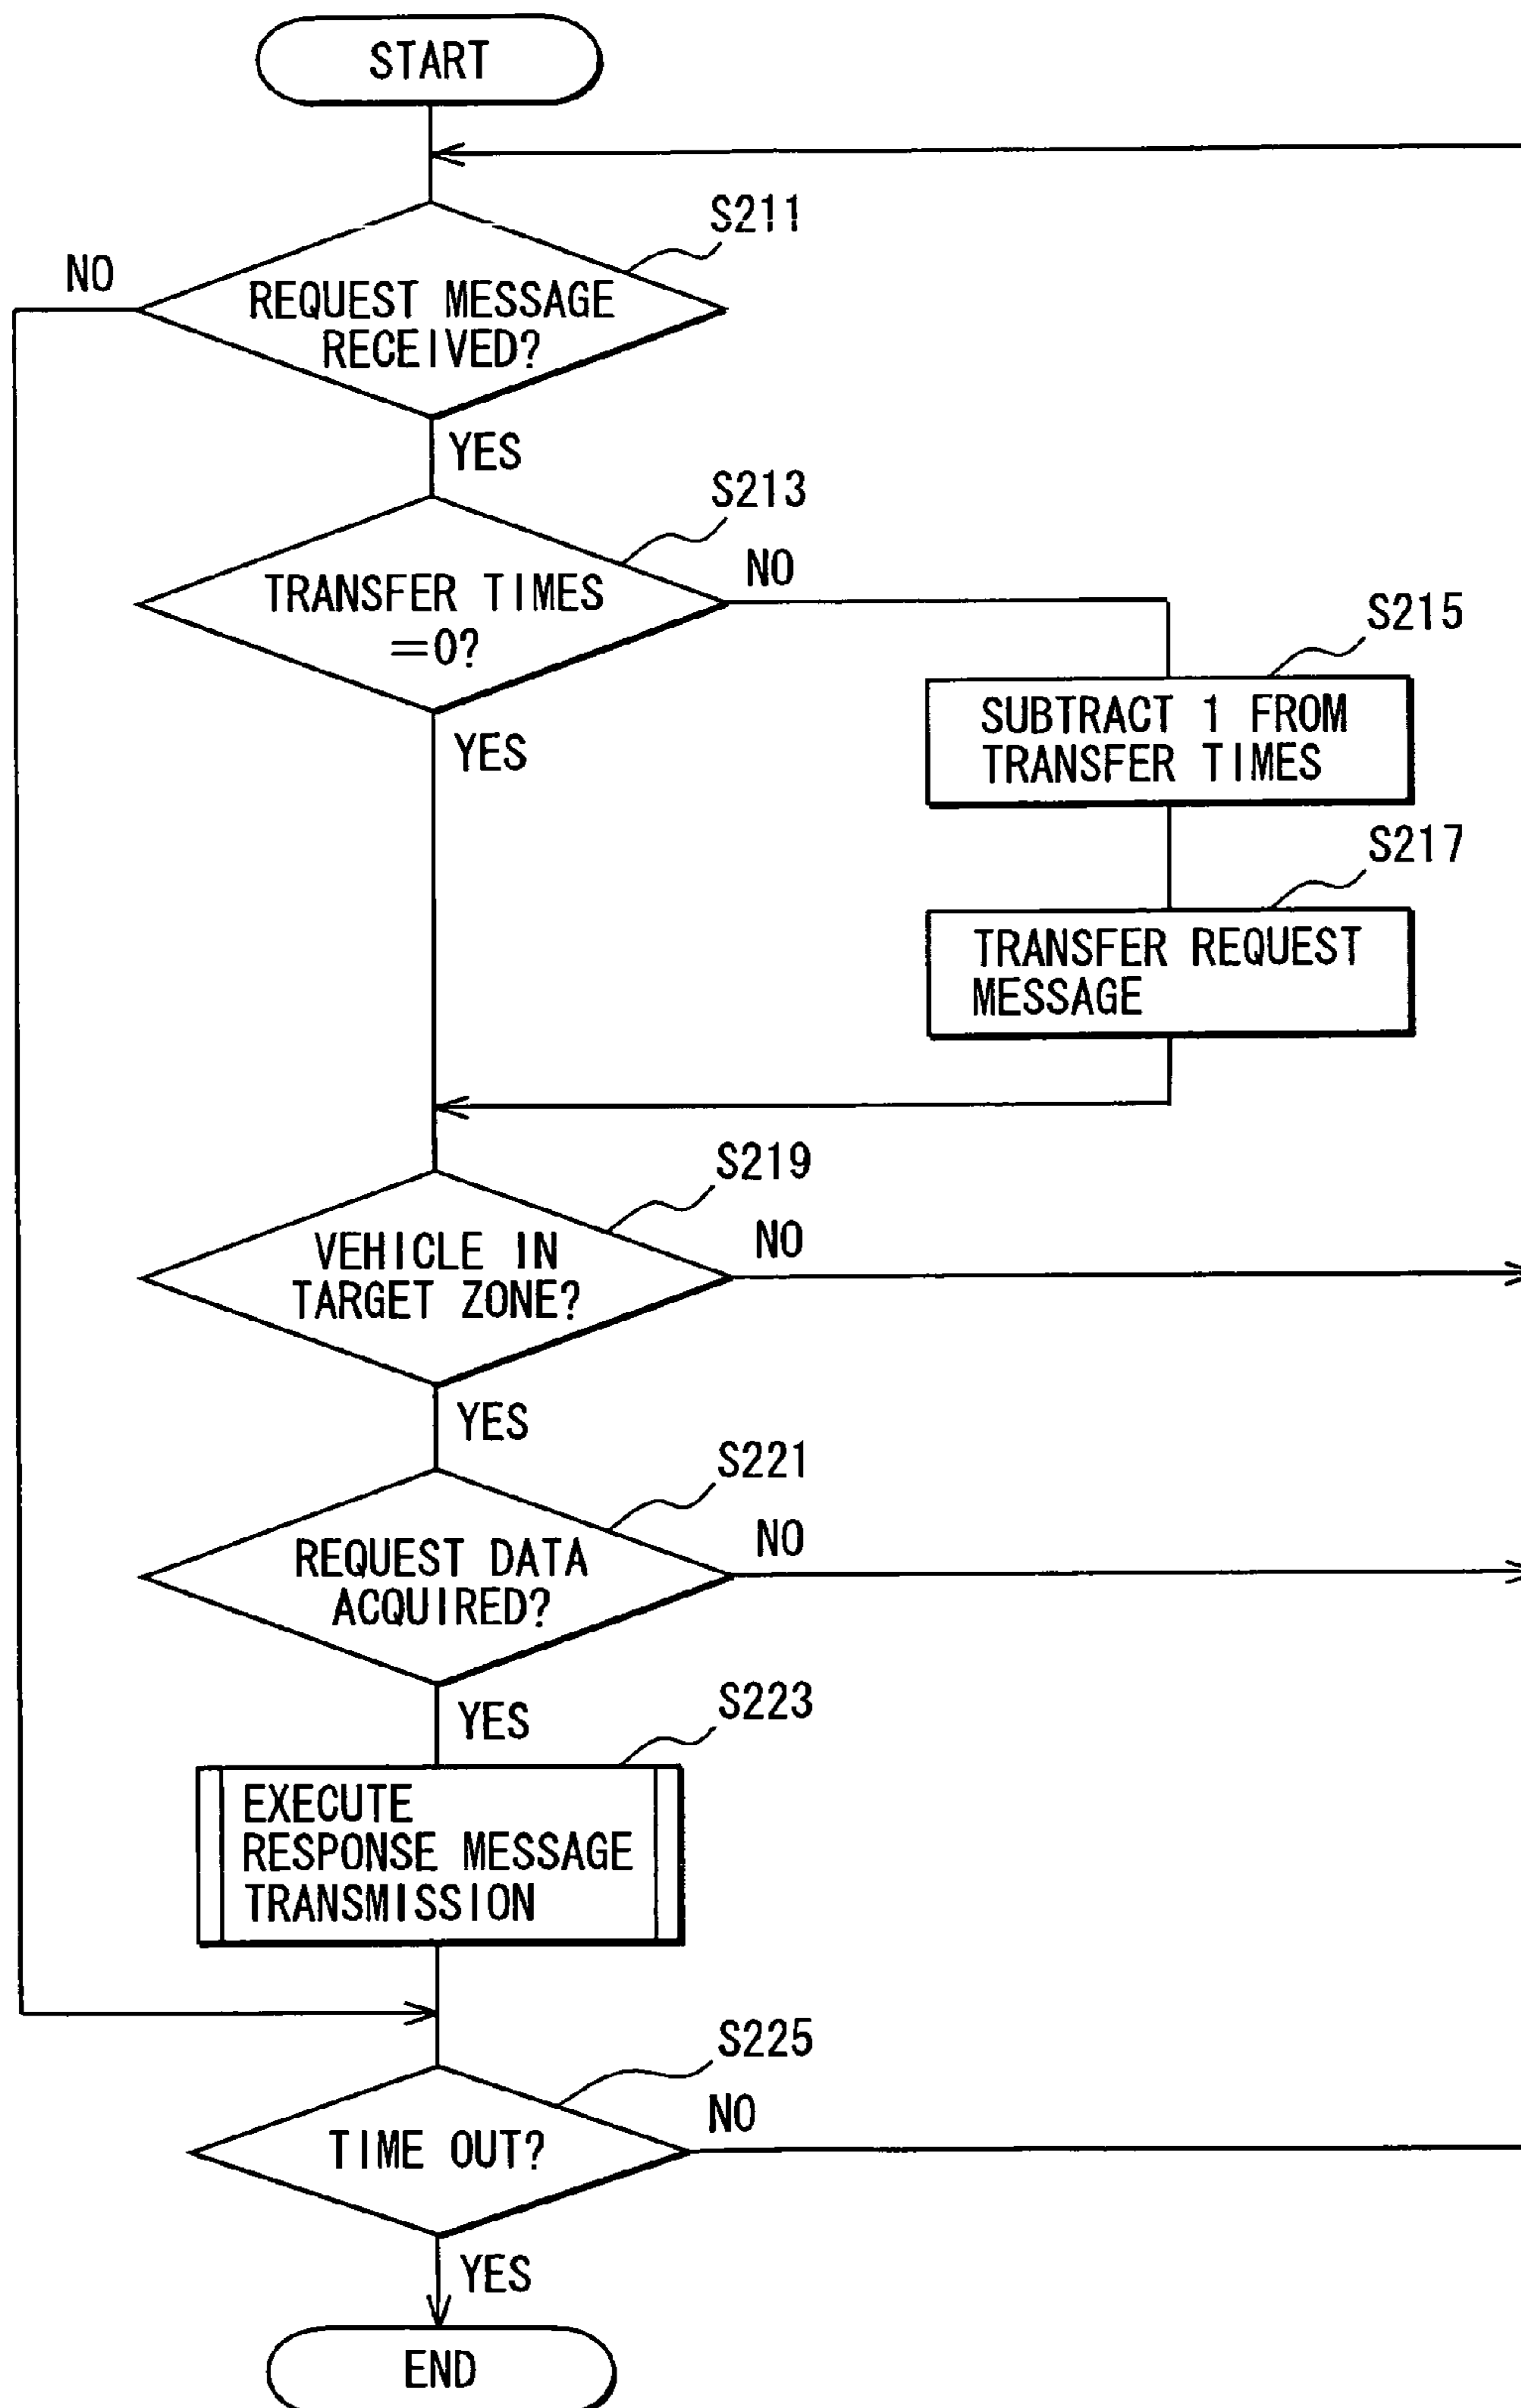 START
S211
NO
REQUEST MESSAGE
RECEIVED?
YES
S213
NO
TRANSFER TIMES
=0?
YES
S215
SUBTRACT 1 FROM
TRANSFER TIMES
S217
TRANSFER REQUEST
MESSAGE
S219
NO
VEHICLE IN
TARGET ZONE?
YES
S221
NO
REQUEST DATA
ACQUIRED?
YES
S223
EXECUTE
RESPONSE MESSAGE
TRANSMISSION
S225
NO
TIME OUT?
YES
END